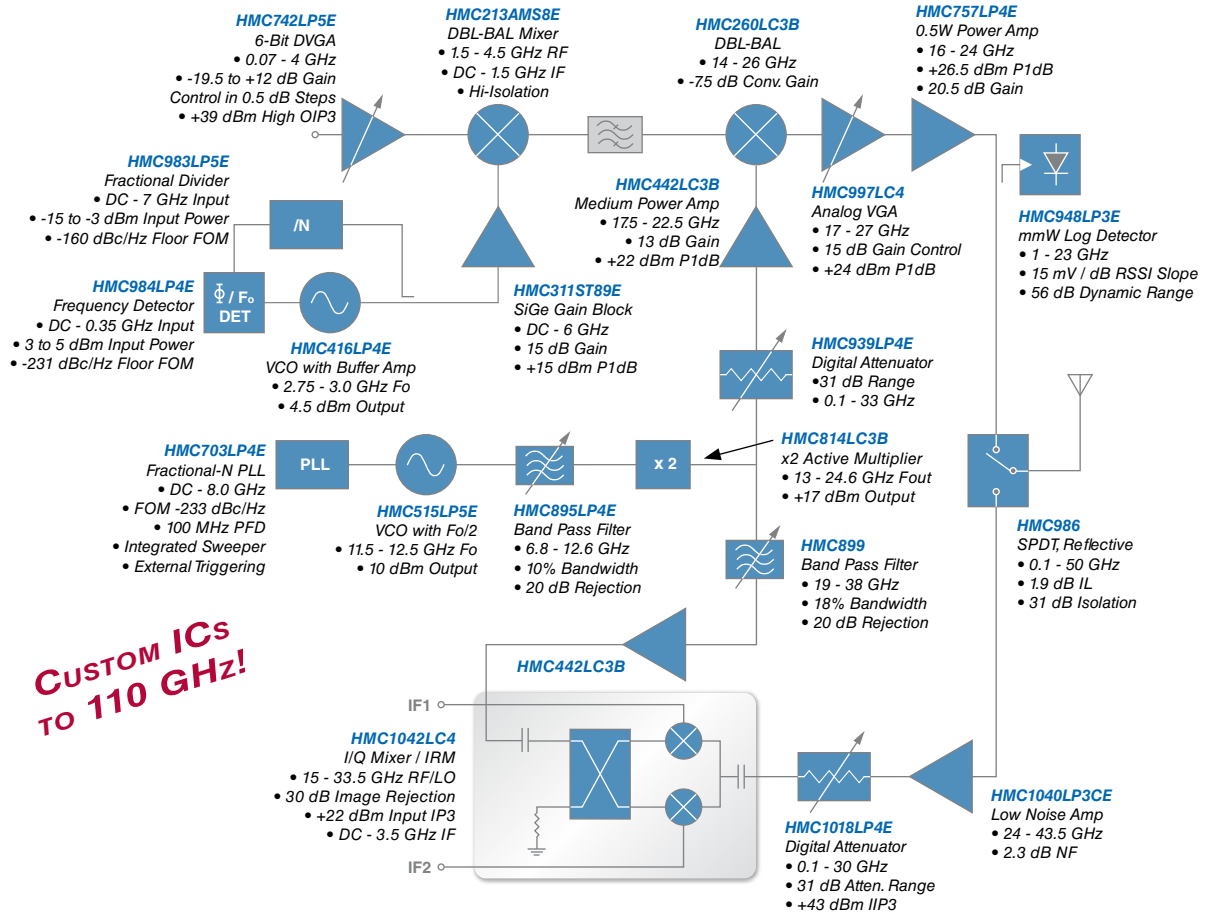 HMC742LP5E
6-Bit DVGA
• 0.07 - 4 GHz
• -19.5 to +12 dB Gain
Control in 0.5 dB Steps
• +39 dBm High OIP3
HMC213AMS8E
DBL-BAL Mixer
• 1.5 - 4.5 GHz RF
• DC - 1.5 GHz IF
• Hi-Isolation
HMC260LC3B
DBL-BAL
• 14 - 26 GHz
• -7.5 dB Conv. Gain
HMC757LP4E
0.5W Power Amp
• 16 - 24 GHz
• +26.5 dBm P1dB
• 20.5 dB Gain
HMC983LP5E
Fractional Divider
• DC - 7 GHz Input
• -15 to -3 dBm Input Power
• -160 dBc/Hz Floor FOM
/N
HMC442LC3B
Medium Power Amp
• 17.5 - 22.5 GHz
• 13 dB Gain
• +22 dBm P1dB
HMC997LC4
Analog VGA
• 17 - 27 GHz
• 15 dB Gain Control
• +24 dBm P1dB
HMC948LP3E
mmW Log Detector
• 1 - 23 GHz
• 15 mV / dB RSSI Slope
• 56 dB Dynamic Range
HMC984LP4E
Frequency Detector
• DC - 0.35 GHz Input
• 3 to 5 dBm Input Power
• -231 dBc/Hz Floor FOM
Φ / Fo
DET
HMC416LP4E
VCO with Buffer Amp
• 2.75 - 3.0 GHz Fo
• 4.5 dBm Output
HMC311ST89E
SiGe Gain Block
• DC - 6 GHz
• 15 dB Gain
• +15 dBm P1dB
HMC939LP4E
Digital Attenuator
•31 dB Range
• 0.1 - 33 GHz
HMC703LP4E
Fractional-N PLL
• DC - 8.0 GHz
• FOM -233 dBc/Hz
• 100 MHz PFD
• Integrated Sweeper
• External Triggering
PLL
HMC515LP5E
VCO with Fo/2
• 11.5 - 12.5 GHz Fo
• 10 dBm Output
HMC895LP4E
Band Pass Filter
• 6.8 - 12.6 GHz
• 10% Bandwidth
• 20 dB Rejection
x 2
HMC814LC3B
x2 Active Multiplier
• 13 - 24.6 GHz Fout
• +17 dBm Output
HMC899
Band Pass Filter
• 19 - 38 GHz
• 18% Bandwidth
• 20 dB Rejection
HMC986
SPDT, Reflective
• 0.1 - 50 GHz
• 1.9 dB IL
• 31 dB Isolation
CUSTOM ICS
TO 110 GHZ!
HMC442LC3B
IF1
HMC1042LC4
I/Q Mixer / IRM
• 15 - 33.5 GHz RF/LO
• 30 dB Image Rejection
• +22 dBm Input IP3
• DC - 3.5 GHz IF
IF2
HMC1018LP4E
Digital Attenuator
• 0.1 - 30 GHz
• 31 dB Atten. Range
• +43 dBm IIP3
HMC1040LP3CE
Low Noise Amp
• 24 - 43.5 GHz
• 2.3 dB NF